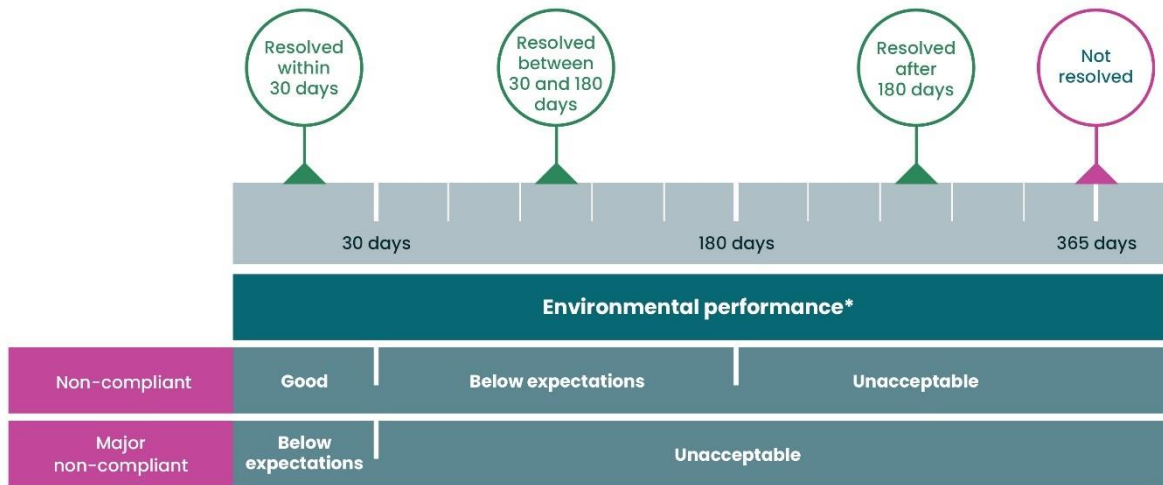 Resolved
within
30 days
Resolved
between
30 and 180
days
Resolved
after
180 days
Not
resolved
30 days
180 days
365 days
Environmental performance*
Non-compliant
Good
Below expectations
Unacceptable
Major
non-compliant
Below
expectations
Unacceptable